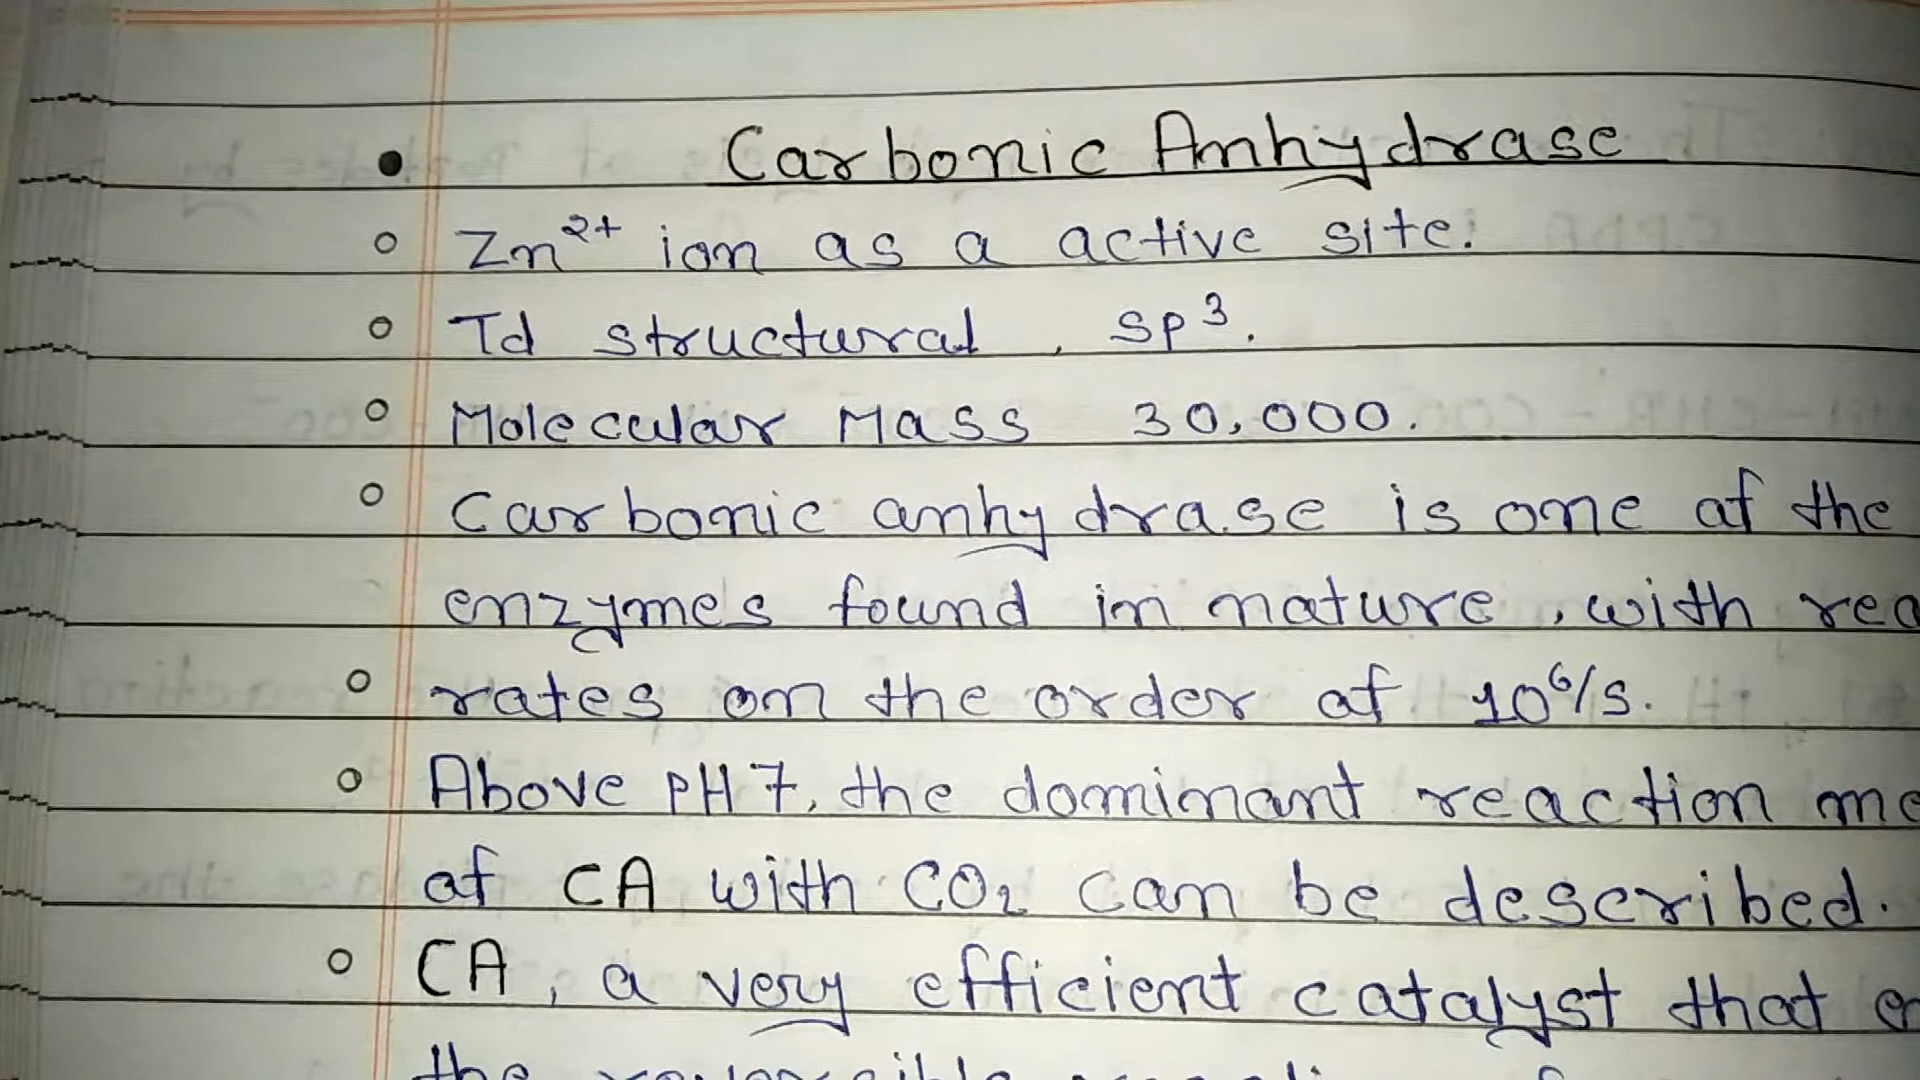 Carbonic Anhydrase
Zn2+ ion as a active site.
Td structural, sp3.
Molecular Mass 30,000.
Carbonic anhydrase is one of the
enzymes found in nature, with
rates on the order of 10^6/s.
Above pH 7, the dominant reaction
of CA with CO2 can be described.
CA, a very efficient catalyst that